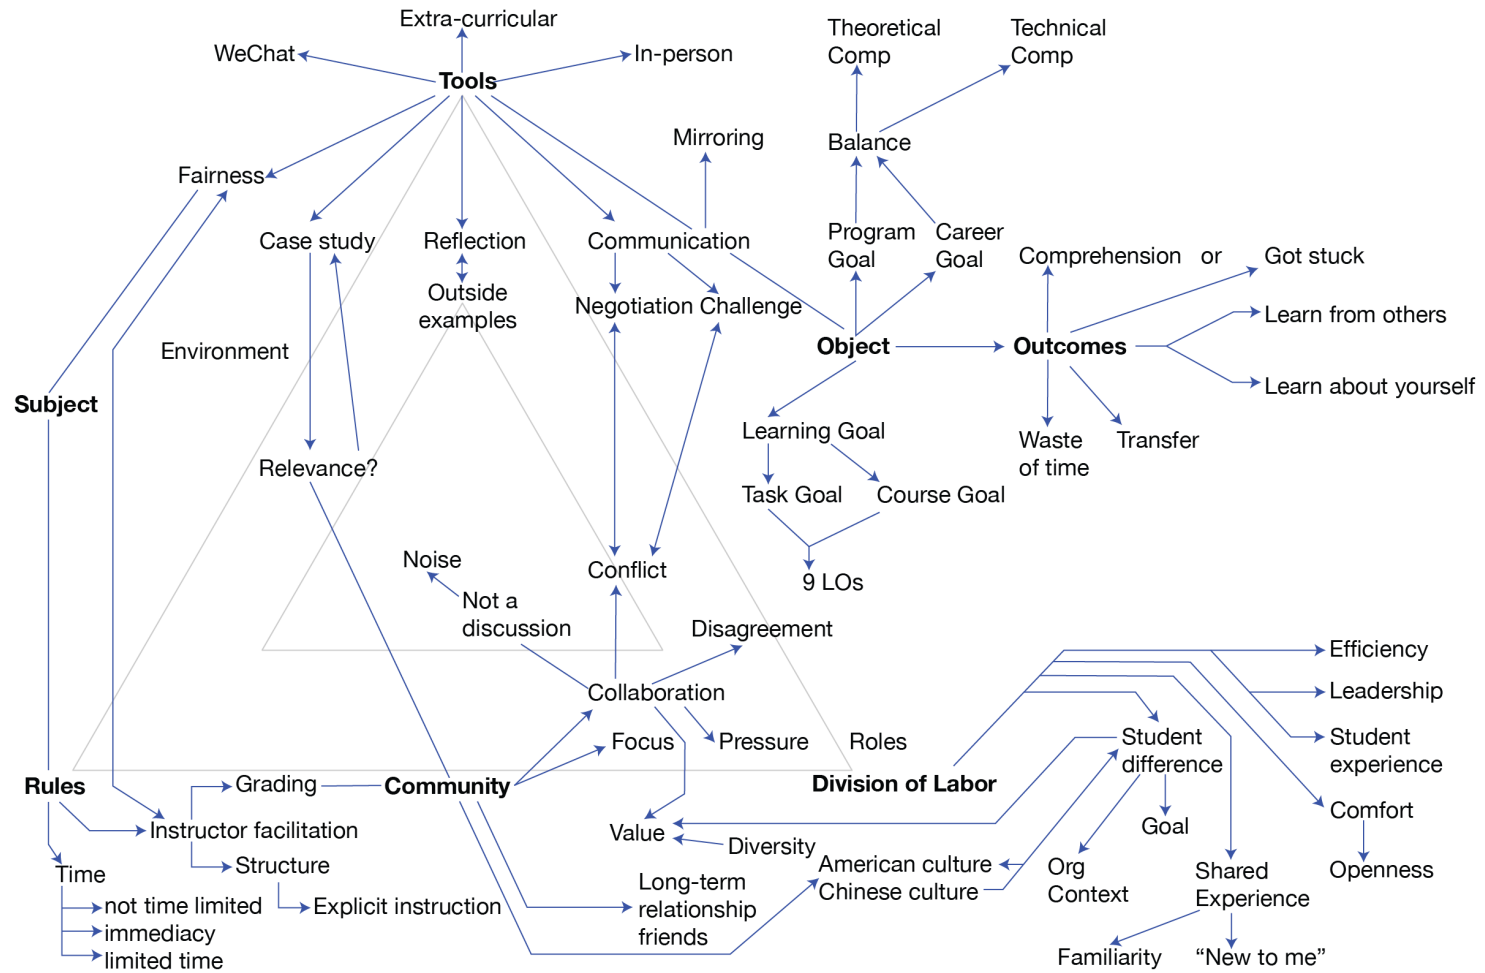 Extra-curricular
WeChat
In-person
Tools
Theoretical
Comp
Technical
Comp
Mirroring
Balance
Fairness
Case study
Reflection
Communication
Program
Goal
Career
Goal
Comprehension or
Got stuck
Outside
examples
Negotiation Challenge
Learn from others
Environment
Object
Outcomes
Learn about yourself
Subject
Learning Goal
Waste
of time
Transfer
Relevance?
Task Goal
Course Goal
Noise
Conflict
9 LOs
Not a
discussion
Disagreement
Efficiency
Collaboration
Leadership
Focus
Pressure
Roles
Student
difference
Student
experience
Rules
Grading
Community
Division of Labor
Comfort
Instructor facilitation
Value
Goal
Diversity
Structure
American culture
Chinese culture
Org
Context
Shared
Experience
Openness
Time
Long-term
relationship
friends
not time limited
Explicit instruction
immediacy
limited time
Familiarity
“New to me”